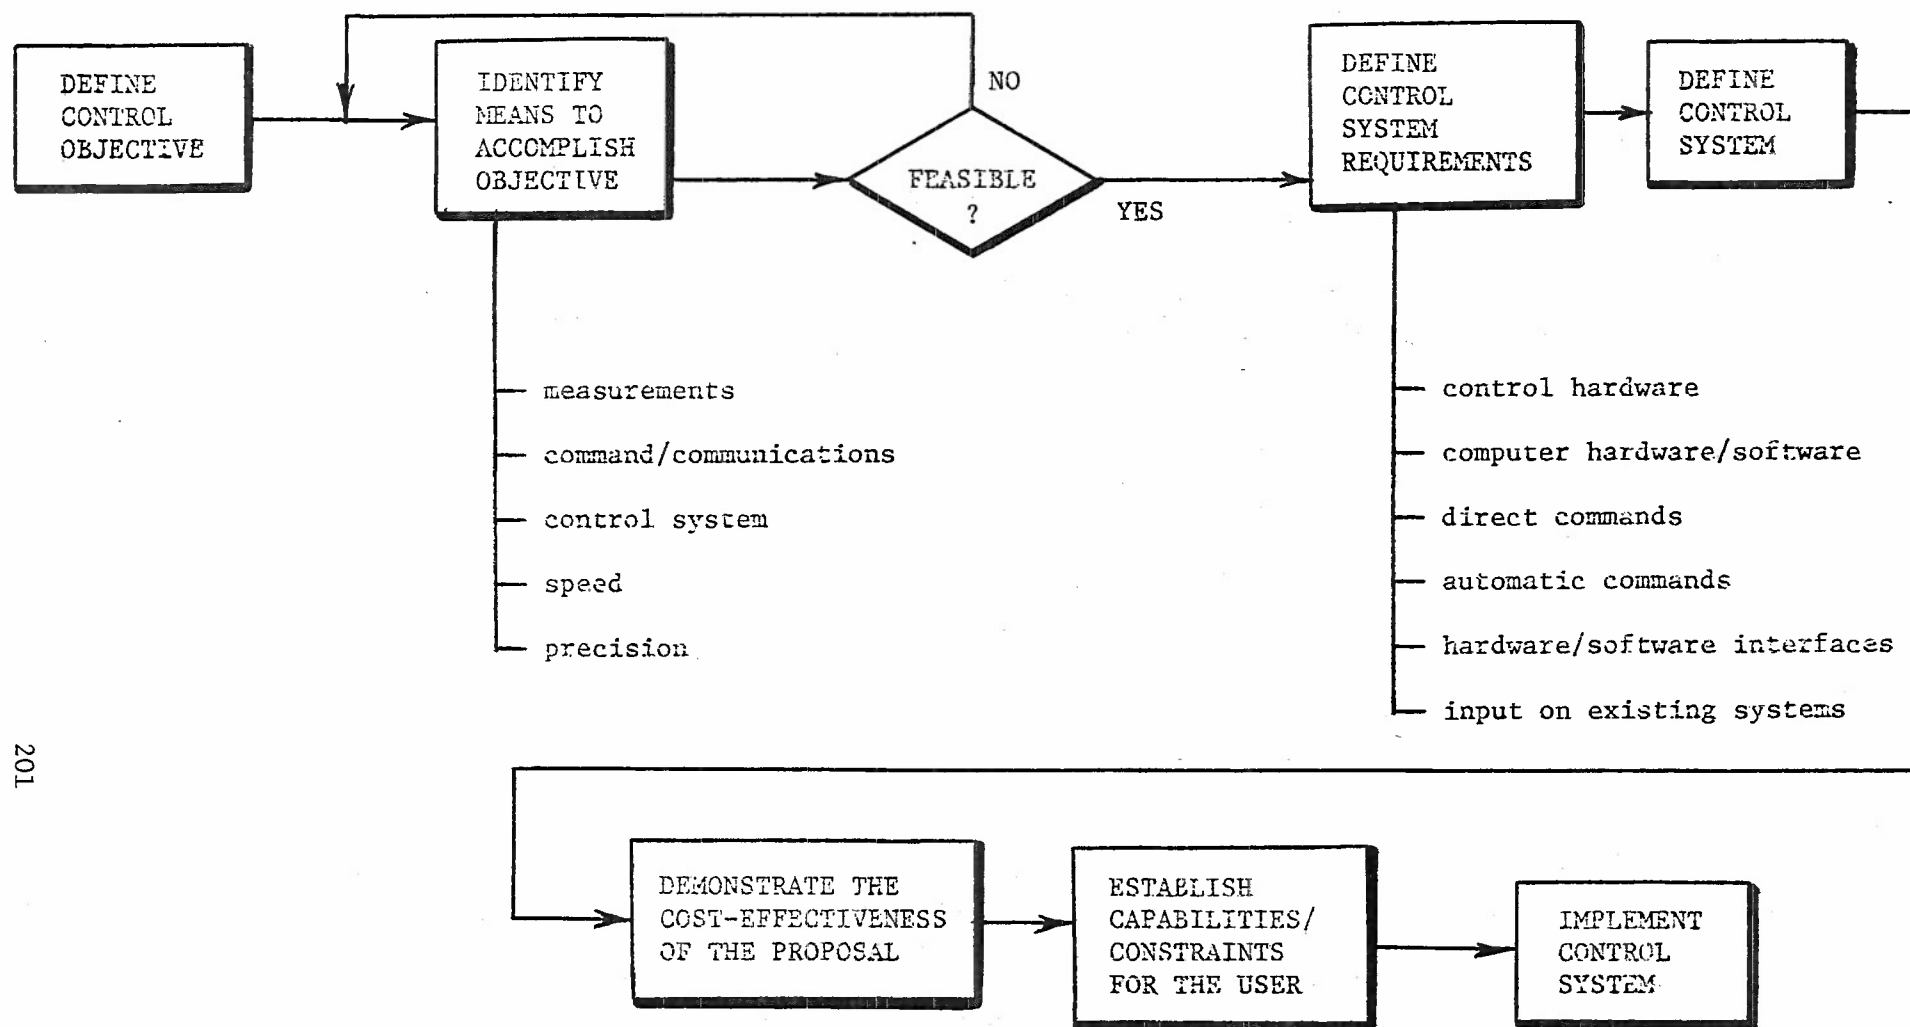 DEFINE
CONTROL
OBJECTIVE
IDENTIFY
MEANS TO
ACCOMPLISH
OBJECTIVE
NO
FEASIBLE
?
YES
DEFINE
CONTROL
SYSTEM
REQUIREMENTS
DEFINE
CONTROL
SYSTEM
measurements
command/communications
control system
speed
precision
control hardware
computer hardware/software
direct commands
automatic commands
hardware/software interfaces
input on existing systems
201
DEMONSTRATE THE
COST-EFFECTIVENESS
OF THE PROPOSAL
ESTABLISH
CAPABILITIES/
CONSTRAINTS
FOR THE USER
IMPLEMENT
CONTROL
SYSTEM